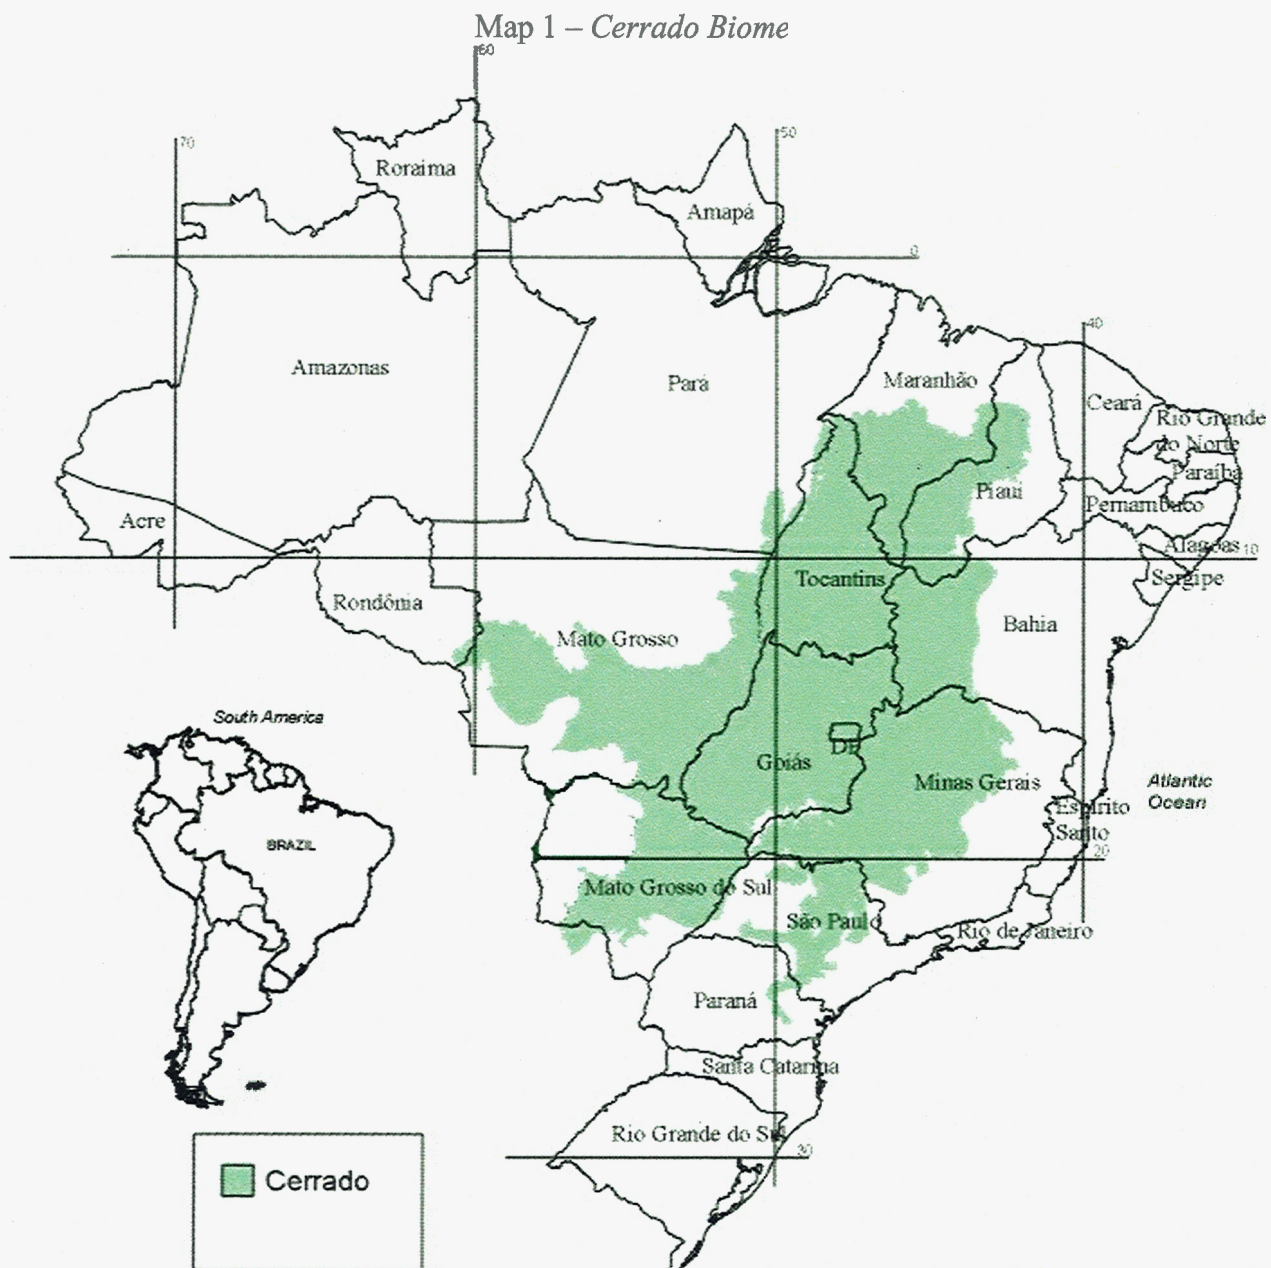 Map 1 – Cerrado Biome
60
70
50
Roraima
Amapá
0
40
Amazonas
Pará
Maranhão
Ceará
Rio Grande
do Norte
Paraíba
Piauí
Pernambuco
Acre
Alagoas
10
Tocantins
Sergipe
Rondônia
Bahia
Mato Grosso
South America
DF
Goiás
Minas Gerais
Atlantic
Ocean
Espírito
Santo
BRAZIL
20
Mato Grosso do Sul
São Paulo
Rio de Janeiro
Paraná
Santa Catarina
Rio Grande do Sul
30
Cerrado